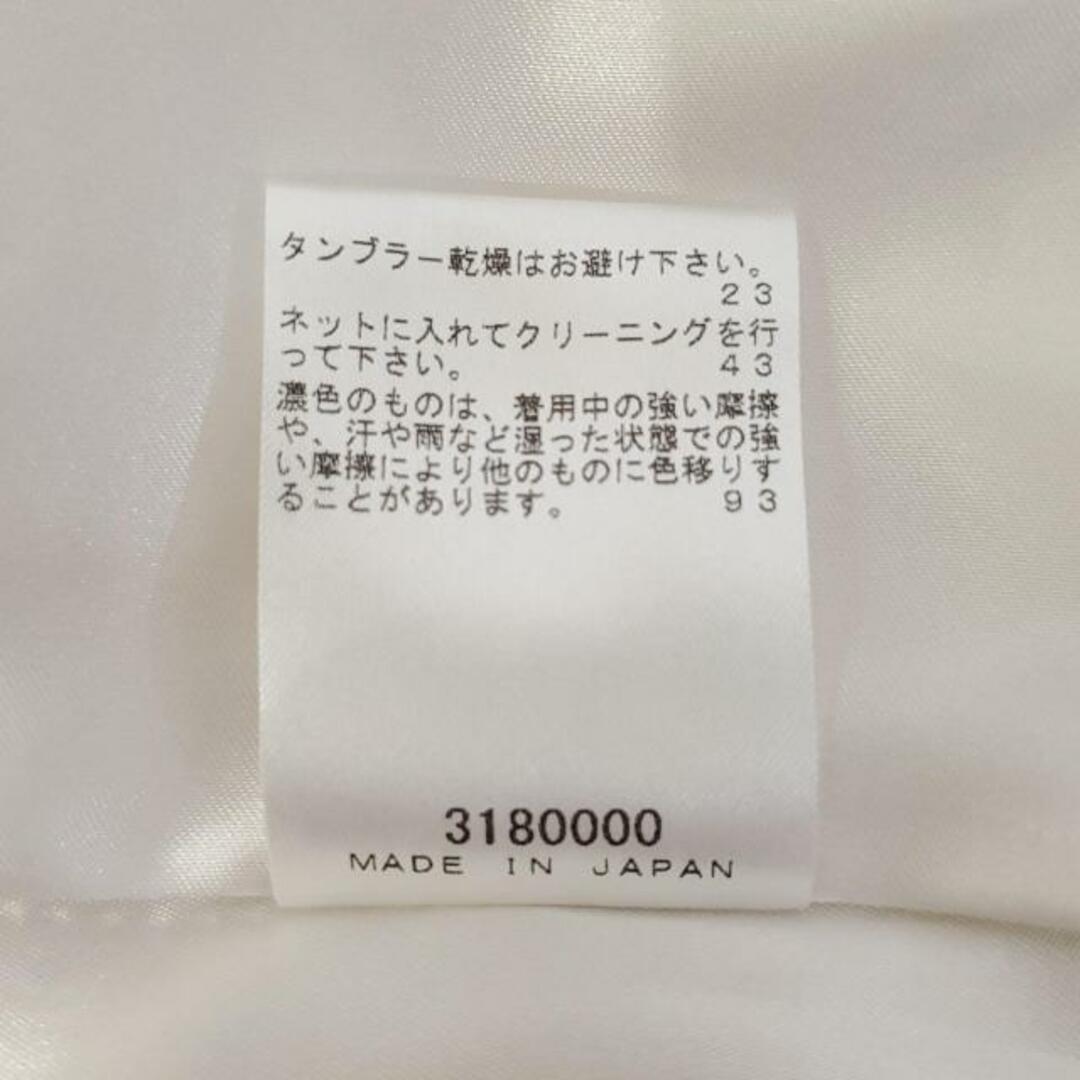 タンブラー乾燥はお避け下さい。
２３
ネットに入れてクリーニングを行
って下さい。 ４３
濃色のものは、着用中の強い摩擦
や、汗や雨など湿った状態での強
い摩擦により他のものに色移りす
ることがあります。 ９３
3180000
MADE IN JAPAN